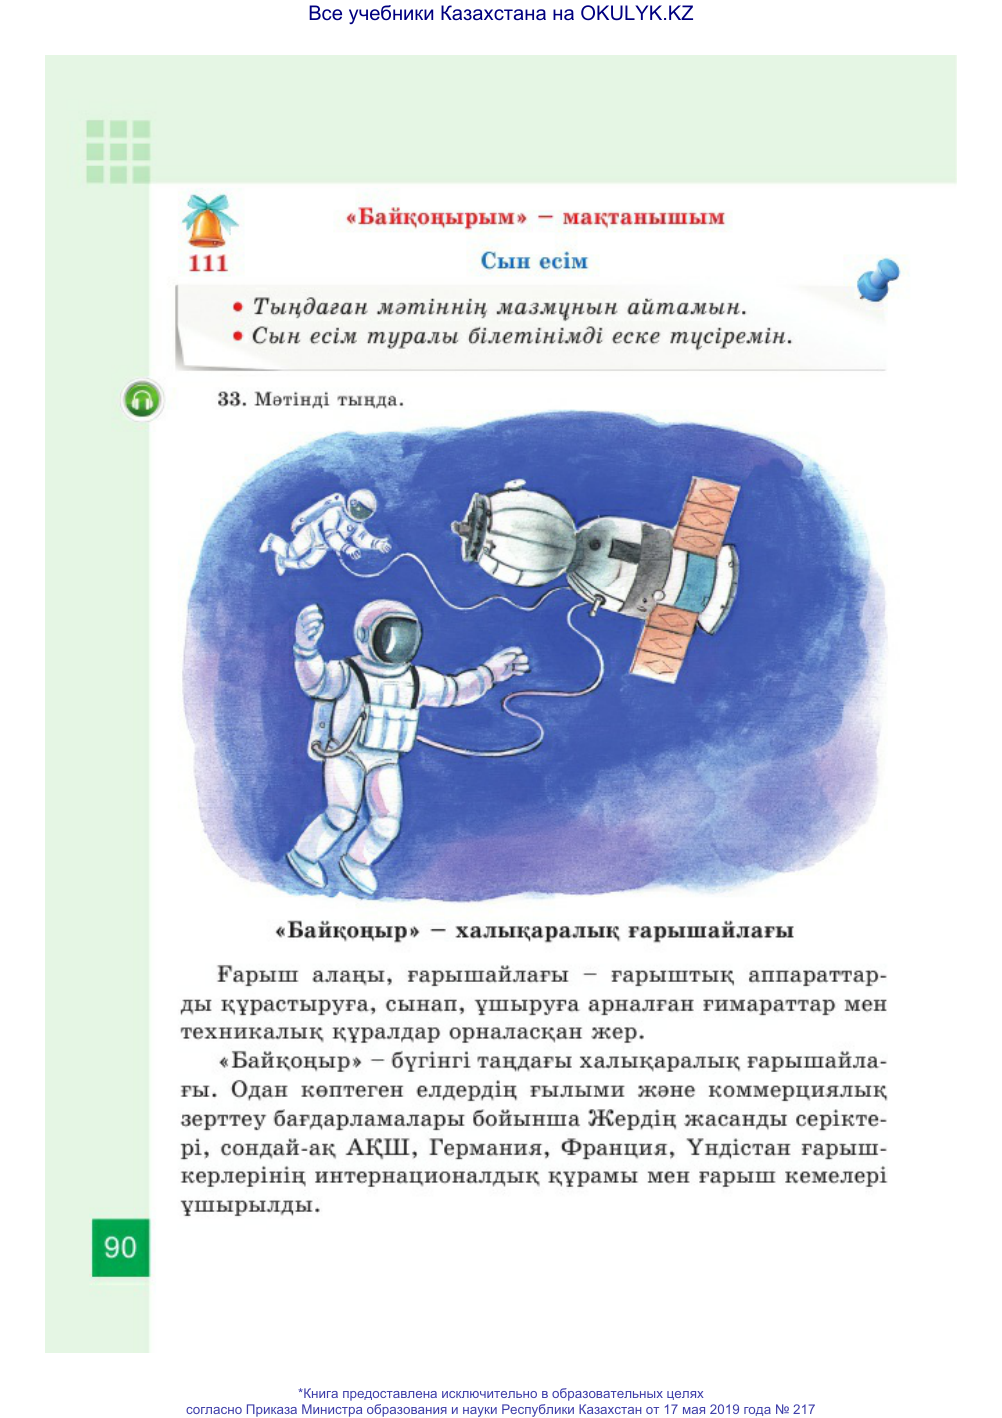 Все учебники Казахстана на OKULYK.KZ
«Байқоңырым» – мақтанышым
111
Сын есім
• Тыңдаған мәтіннің мазмұнын айтамын.
• Сын есім туралы білетінімді еске түсіремін.
33. Мәтінді тыңда.
«Байқоңыр» – халықаралық ғарышайлағы
Ғарыш алаңы, ғарышайлағы – ғарыштық аппараттар-
ды құрастыруға, сынап, ұшыруға арналған ғимараттар мен
техникалық құралдар орналасқан жер.
«Байқоңыр» – бүгінгі таңдағы халықаралық ғарышайла-
ғы. Одан көптеген елдердің ғылыми және коммерциялық
зерттеу бағдарламалары бойынша Жердің жасанды серікте-
рі, сондай-ақ АҚШ, Германия, Франция, Үндістан ғарыш-
керлерінің интернационалдық құрамы мен ғарыш кемелері
ұшырылды.
90
*Книга предоставлена исключительно в образовательных целях
согласно Приказа Министра образования и науки Республики Казахстан от 17 мая 2019 года № 217